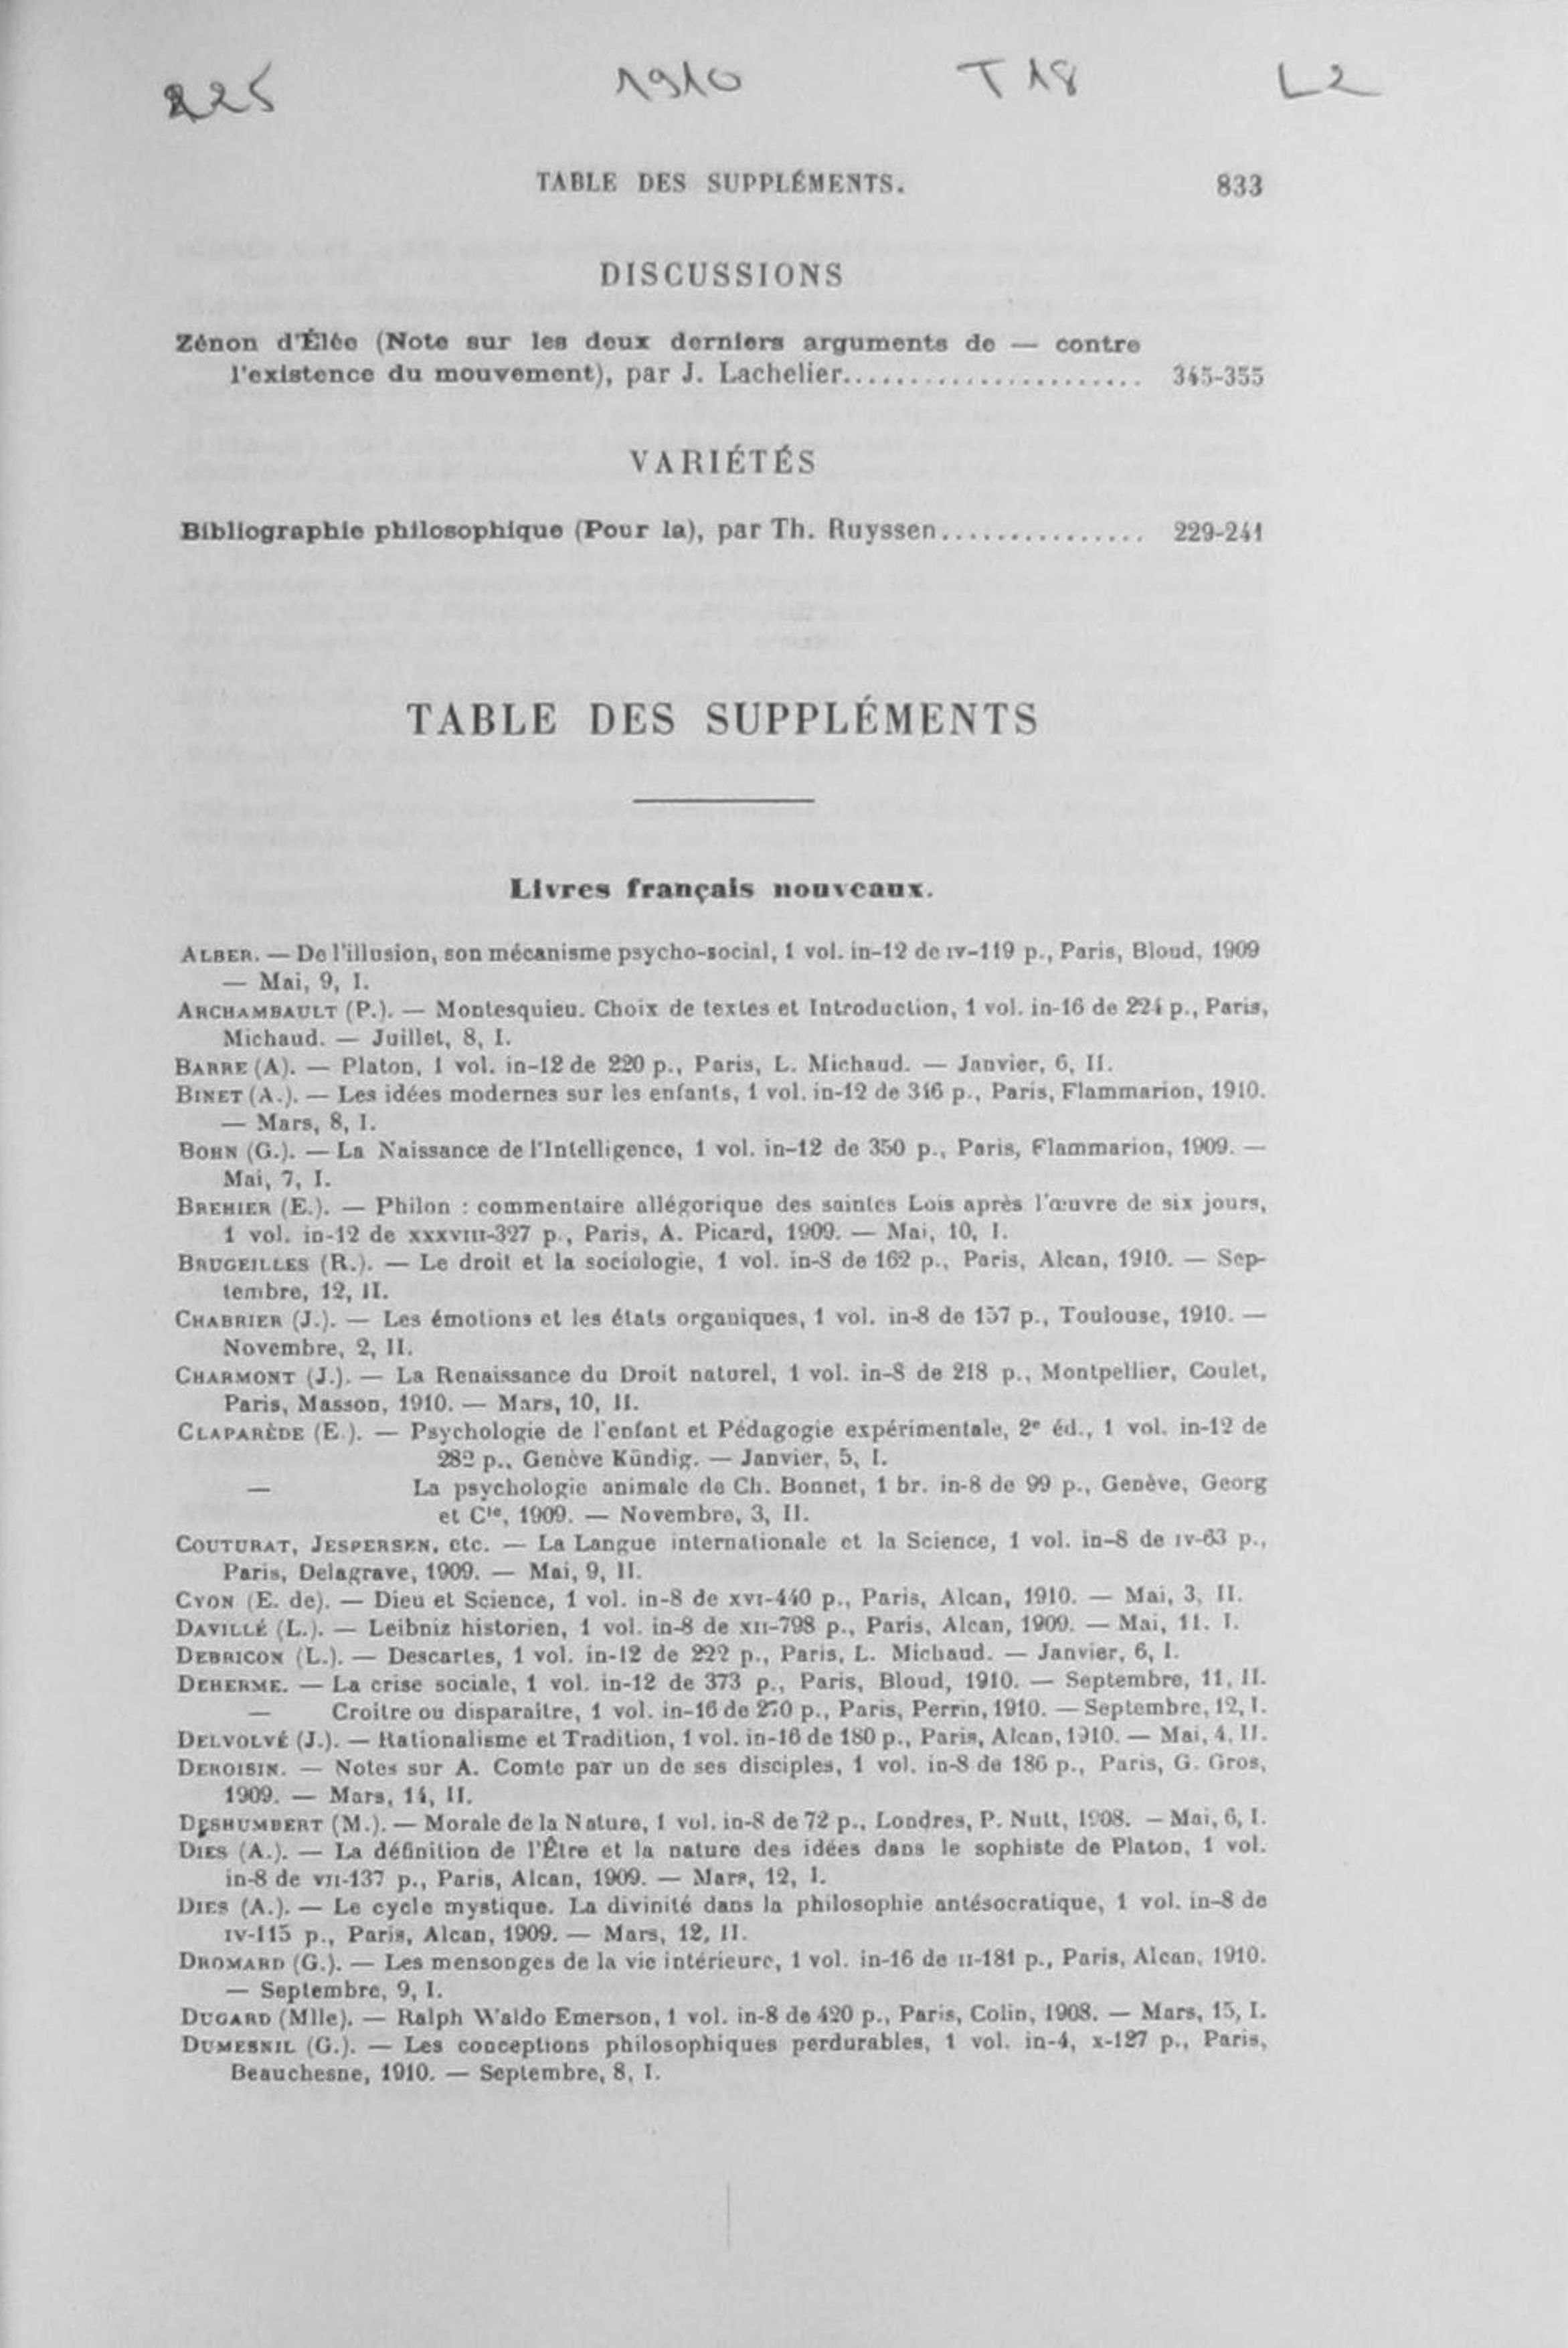 225 1910 T18 L2
TABLE DES SUPPLÉMENTS. 833
DISCUSSIONS
Zénon d'Élée (Note sur les deux derniers arguments de — contre
l'existence du mouvement), par J. Lachelier...................... 345-355
VARIÉTÉS
Bibliographie philosophique (Pour la), par Th. Ruyssen............... 229-241
TABLE DES SUPPLÉMENTS
Livres français nouveaux.
ALBER. — De l'illusion, son mécanisme psycho-social, 1 vol. in-12 de IV-119 p., Paris, Bloud, 1909
— Mai, 9, I.
ARCHAMBAULT (P.). — Montesquieu. Choix de textes et Introduction, 1 vol. in-16 de 224 p., Paris,
Michaud. — Juillet, 8, I.
BARRE (A). — Platon, 1 vol. in-12 de 220 p., Paris, L. Michaud. — Janvier, 6, II.
BINET (A.). — Les idées modernes sur les enfants, 1 vol. in-12 de 346 p., Paris, Flammarion, 1910.
— Mars, 8, I.
BOHN (G.). — La Naissance de l'Intelligence, 1 vol. in-12 de 350 p., Paris, Flammarion, 1909. —
Mai, 7, I.
BREHIER (E.). — Philon : commentaire allégorique des saintes Lois après l'œuvre de six jours,
1 vol. in-12 de XXXVIII-327 p., Paris, A. Picard, 1909. — Mai, 10, I.
BRUGEILLES (R.). — Le droit et la sociologie, 1 vol. in-8 de 162 p., Paris, Alcan, 1910. — Sep-
tembre, 12, II.
CHABRIER (J.). — Les émotions et les états organiques, 1 vol. in-8 de 157 p., Toulouse, 1910. —
Novembre, 2, II.
CHARMONT (J.). — La Renaissance du Droit naturel, 1 vol. in-8 de 218 p., Montpellier, Coulet,
Paris, Masson, 1910. — Mars, 10, II.
CLAPARÈDE (E.). — Psychologie de l'enfant et Pédagogie expérimentale, 2e éd., 1 vol. in-12 de
282 p., Genève Kündig. — Janvier, 5, I.
— La psychologie animale de Ch. Bonnet, 1 br. in-8 de 99 p., Genève, Georg
et Cie, 1909. — Novembre, 3, II.
COUTURAT, JESPERSEN, etc. — La Langue internationale et la Science, 1 vol. in-8 de IV-63 p.,
Paris, Delagrave, 1909. — Mai, 9, II.
CYON (E. de). — Dieu et Science, 1 vol. in-8 de XVI-440 p., Paris, Alcan, 1910. — Mai, 3, II.
DAVILLÉ (L.). — Leibniz historien, 1 vol. in-8 de XII-798 p., Paris, Alcan, 1909. — Mai, 11. I.
DEBRICON (L.). — Descartes, 1 vol. in-12 de 222 p., Paris, L. Michaud. — Janvier, 6, I.
DEHERME. — La crise sociale, 1 vol. in-12 de 373 p., Paris, Bloud, 1910. — Septembre, 11, II.
— Croitre ou disparaitre, 1 vol. in-16 de 270 p., Paris, Perrin, 1910. — Septembre, 12, I.
DELVOLVÉ (J.). — Rationalisme et Tradition, 1 vol. in-16 de 180 p., Paris, Alcan, 1910. — Mai, 4, II.
DEROISIN. — Notes sur A. Comte par un de ses disciples, 1 vol. in-8 de 186 p., Paris, G. Gros,
1909. — Mars, 14, II.
DESHUMBERT (M.). — Morale de la Nature, 1 vol. in-8 de 72 p., Londres, P. Nutt, 1908. — Mai, 6, I.
DIES (A.). — La définition de l'Être et la nature des idées dans le sophiste de Platon, 1 vol.
in-8 de VII-137 p., Paris, Alcan, 1909. — Mars, 12, I.
DIES (A.). — Le cycle mystique. La divinité dans la philosophie antésocratique, 1 vol. in-8 de
IV-115 p., Paris, Alcan, 1909. — Mars, 12, II.
DROMARD (G.). — Les mensonges de la vie intérieure, 1 vol. in-16 de II-181 p., Paris, Alcan, 1910.
— Septembre, 9, I.
DUGARD (Mlle). — Ralph Waldo Emerson, 1 vol. in-8 de 420 p., Paris, Colin, 1908. — Mars, 15, I.
DUMESNIL (G.). — Les conceptions philosophiques perdurables, 1 vol. in-4, X-127 p., Paris,
Beauchesne, 1910. — Septembre, 8, I.